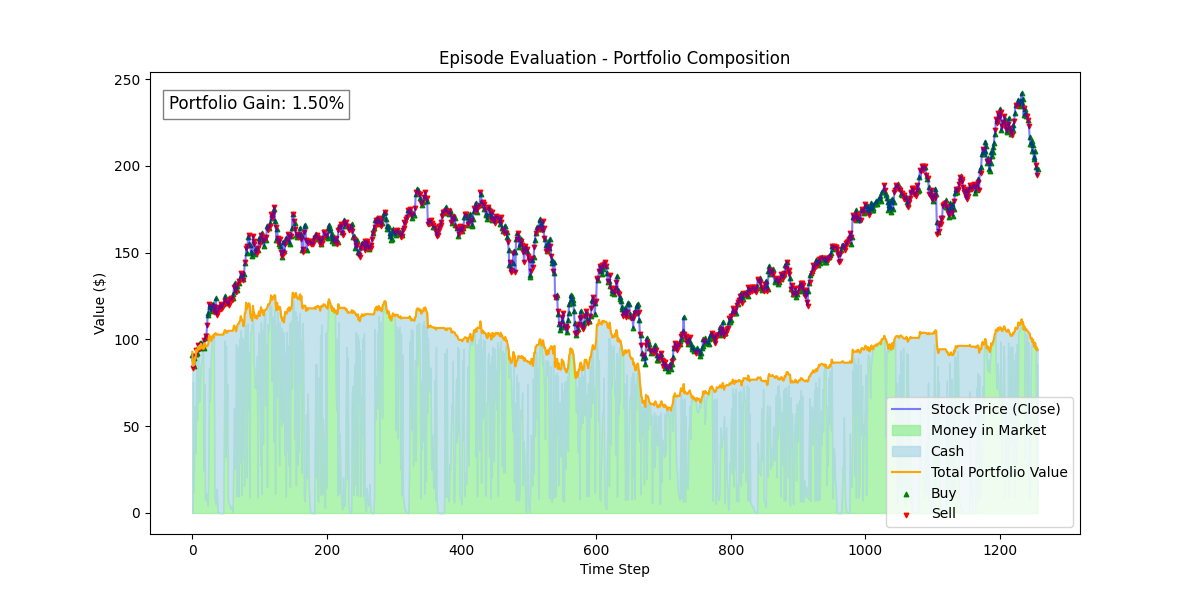 Episode Evaluation - Portfolio Composition
Portfolio Gain: 1.50%
Value ($)
250
200
150
100
50
0
0 200 400 600 800 1000 1200
Time Step
Stock Price (Close)
Money in Market
Cash
Total Portfolio Value
Buy
Sell